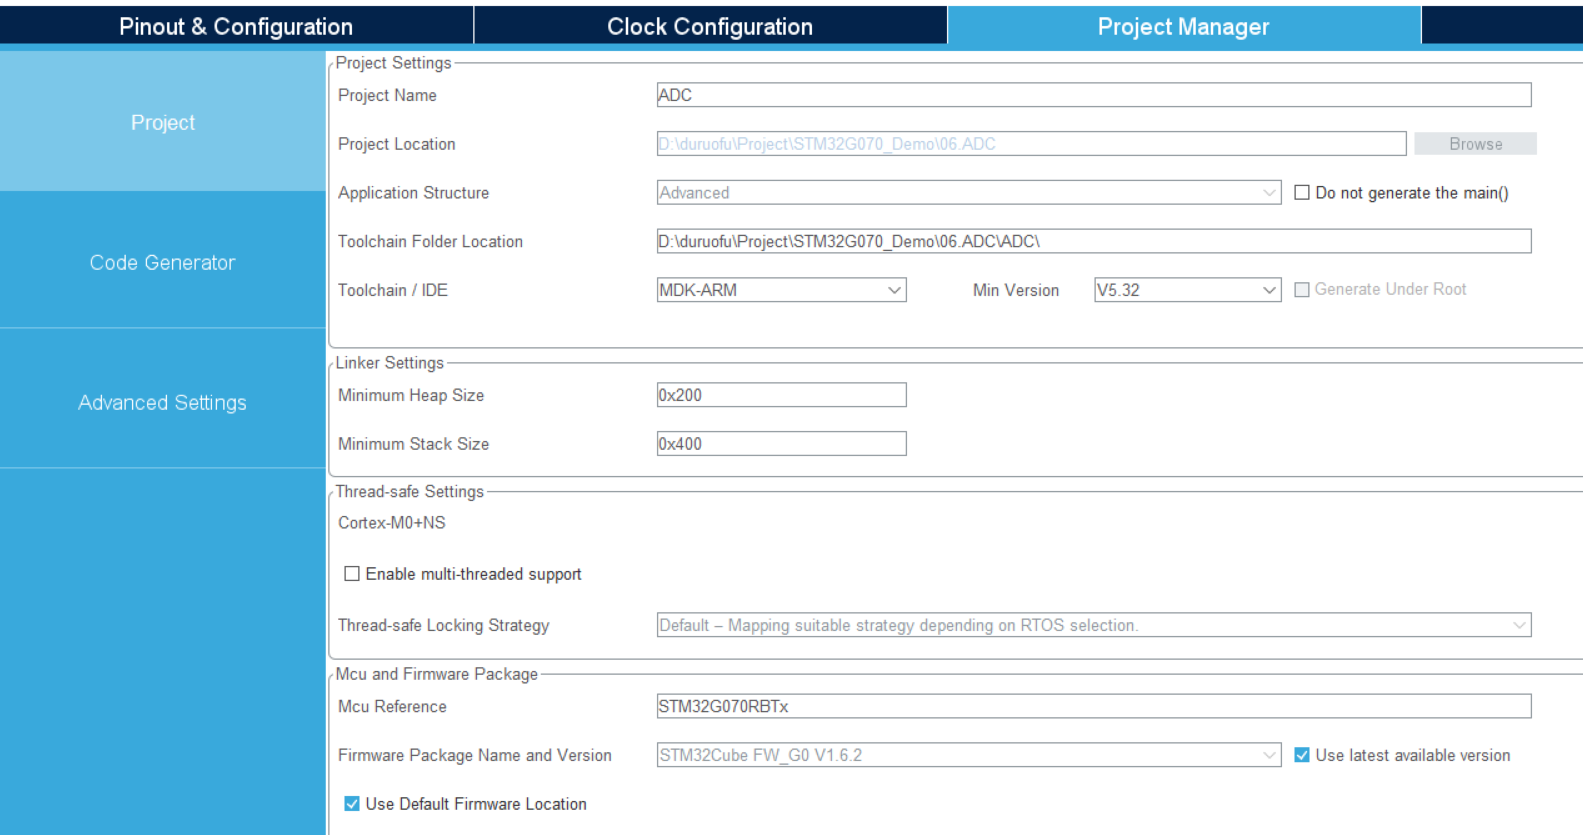 Pinout & Configuration Clock Configuration Project Manager
Project
Code Generator
Advanced Settings
Project Settings
Project Name ADC
Project Location D:\duruofu\Project\STM32G070_Demo\06.ADC Browse
Application Structure Advanced Do not generate the main()
Toolchain Folder Location D:\duruofu\Project\STM32G070_Demo\06.ADC\ADC\
Toolchain / IDE MDK-ARM Min Version V5.32 Generate Under Root
Linker Settings
Minimum Heap Size 0x200
Minimum Stack Size 0x400
Thread-safe Settings
Cortex-M0+NS
Enable multi-threaded support
Thread-safe Locking Strategy Default – Mapping suitable strategy depending on RTOS selection.
Mcu and Firmware Package
Mcu Reference STM32G070RBTx
Firmware Package Name and Version STM32Cube FW_G0 V1.6.2 Use latest available version
Use Default Firmware Location